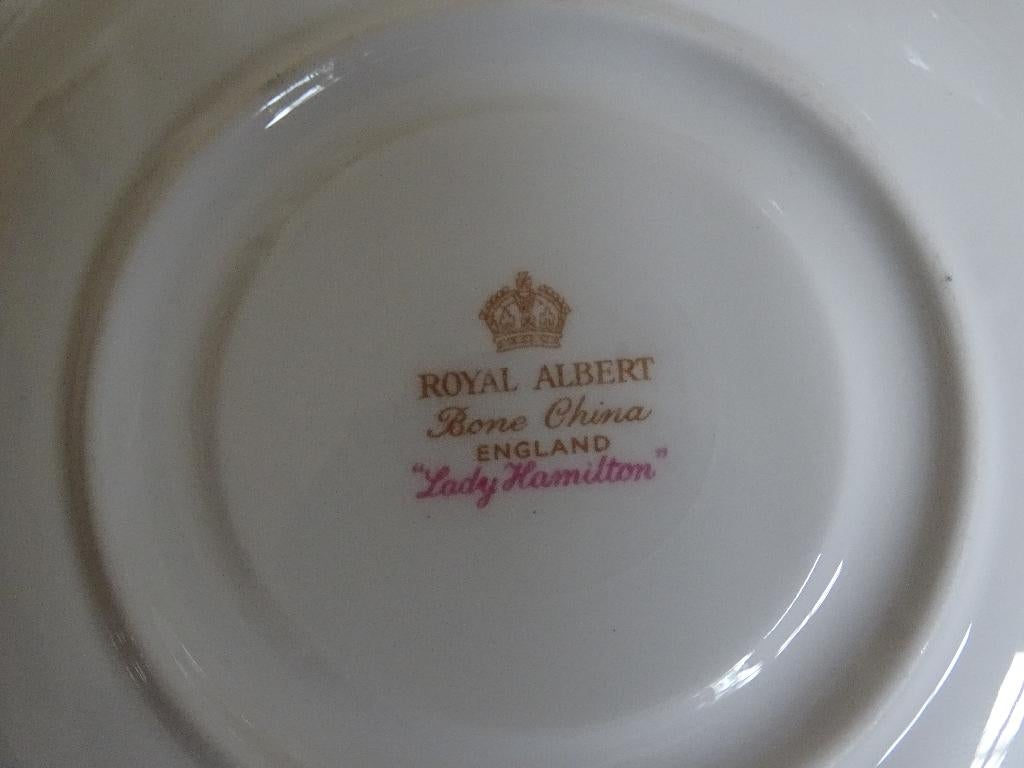 ROYAL ALBERT
Bone China
ENGLAND
"Lady Hamilton"